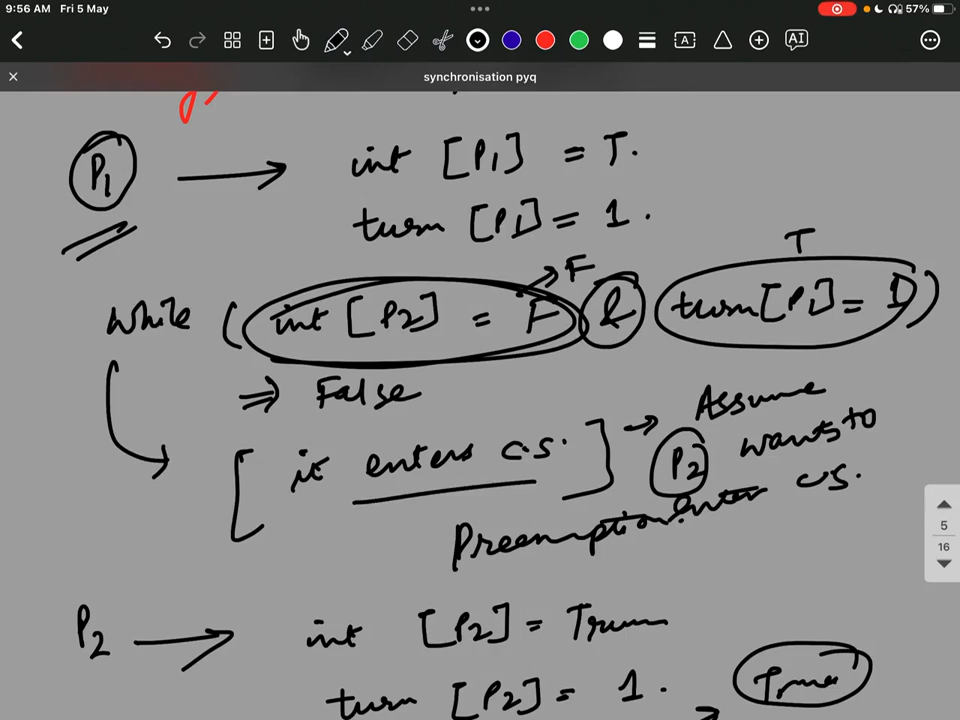 9:56 AM Fri 5 May
57%
AI
synchronisation pyq
P1 → int [P1] = T.
turn [P1] = 1.
T
→ F
while ( int [P2] = F & turn[P1] = 1 )
⇒ False
[ it enters c.s. ] → Assume
P2 wants to
Preemption enter c.s.
5
16
P2 → int [P2] = True
turn [P2] = 1.
True